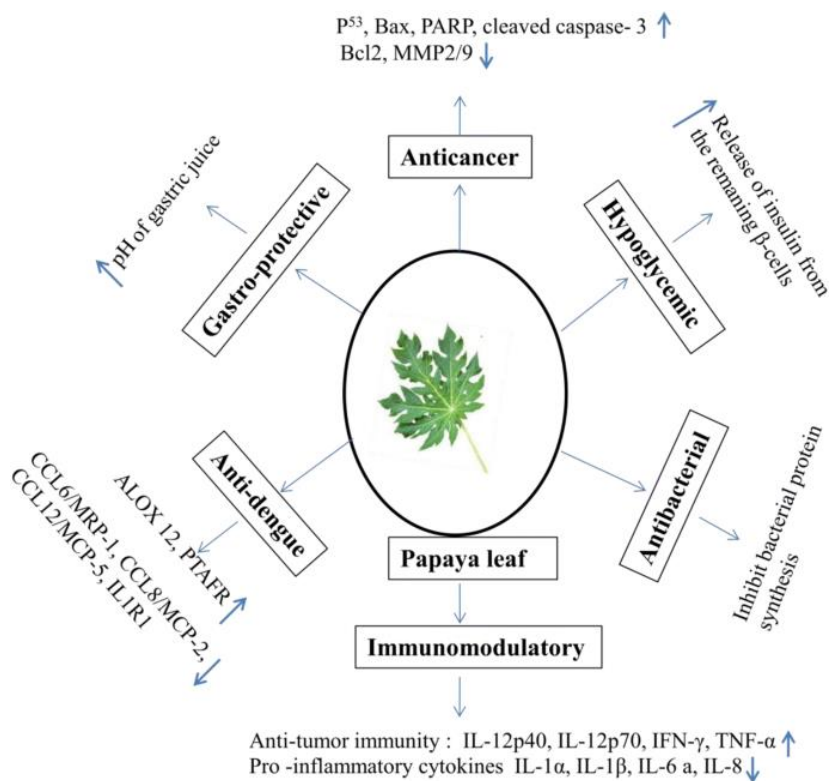 P⁵³, Bax, PARP, cleaved caspase- 3 ↑
Bcl2, MMP2/9 ↓
Anticancer
Gastro-protective
↑ pH of gastric juice
Hypoglycemic
↑ Release of insulin from
the remaning β-cells
Anti-dengue
ALOX 12, PTAFR ↑
CCL6/MRP-1, CCL8/MCP-2, ↓
CCL12/MCP-5, IL1R1
Antibacterial
Inhibit bacterial protein
synthesis
Papaya leaf
Immunomodulatory
Anti-tumor immunity : IL-12p40, IL-12p70, IFN-γ, TNF-α ↑
Pro -inflammatory cytokines IL-1α, IL-1β, IL-6 a, IL-8 ↓